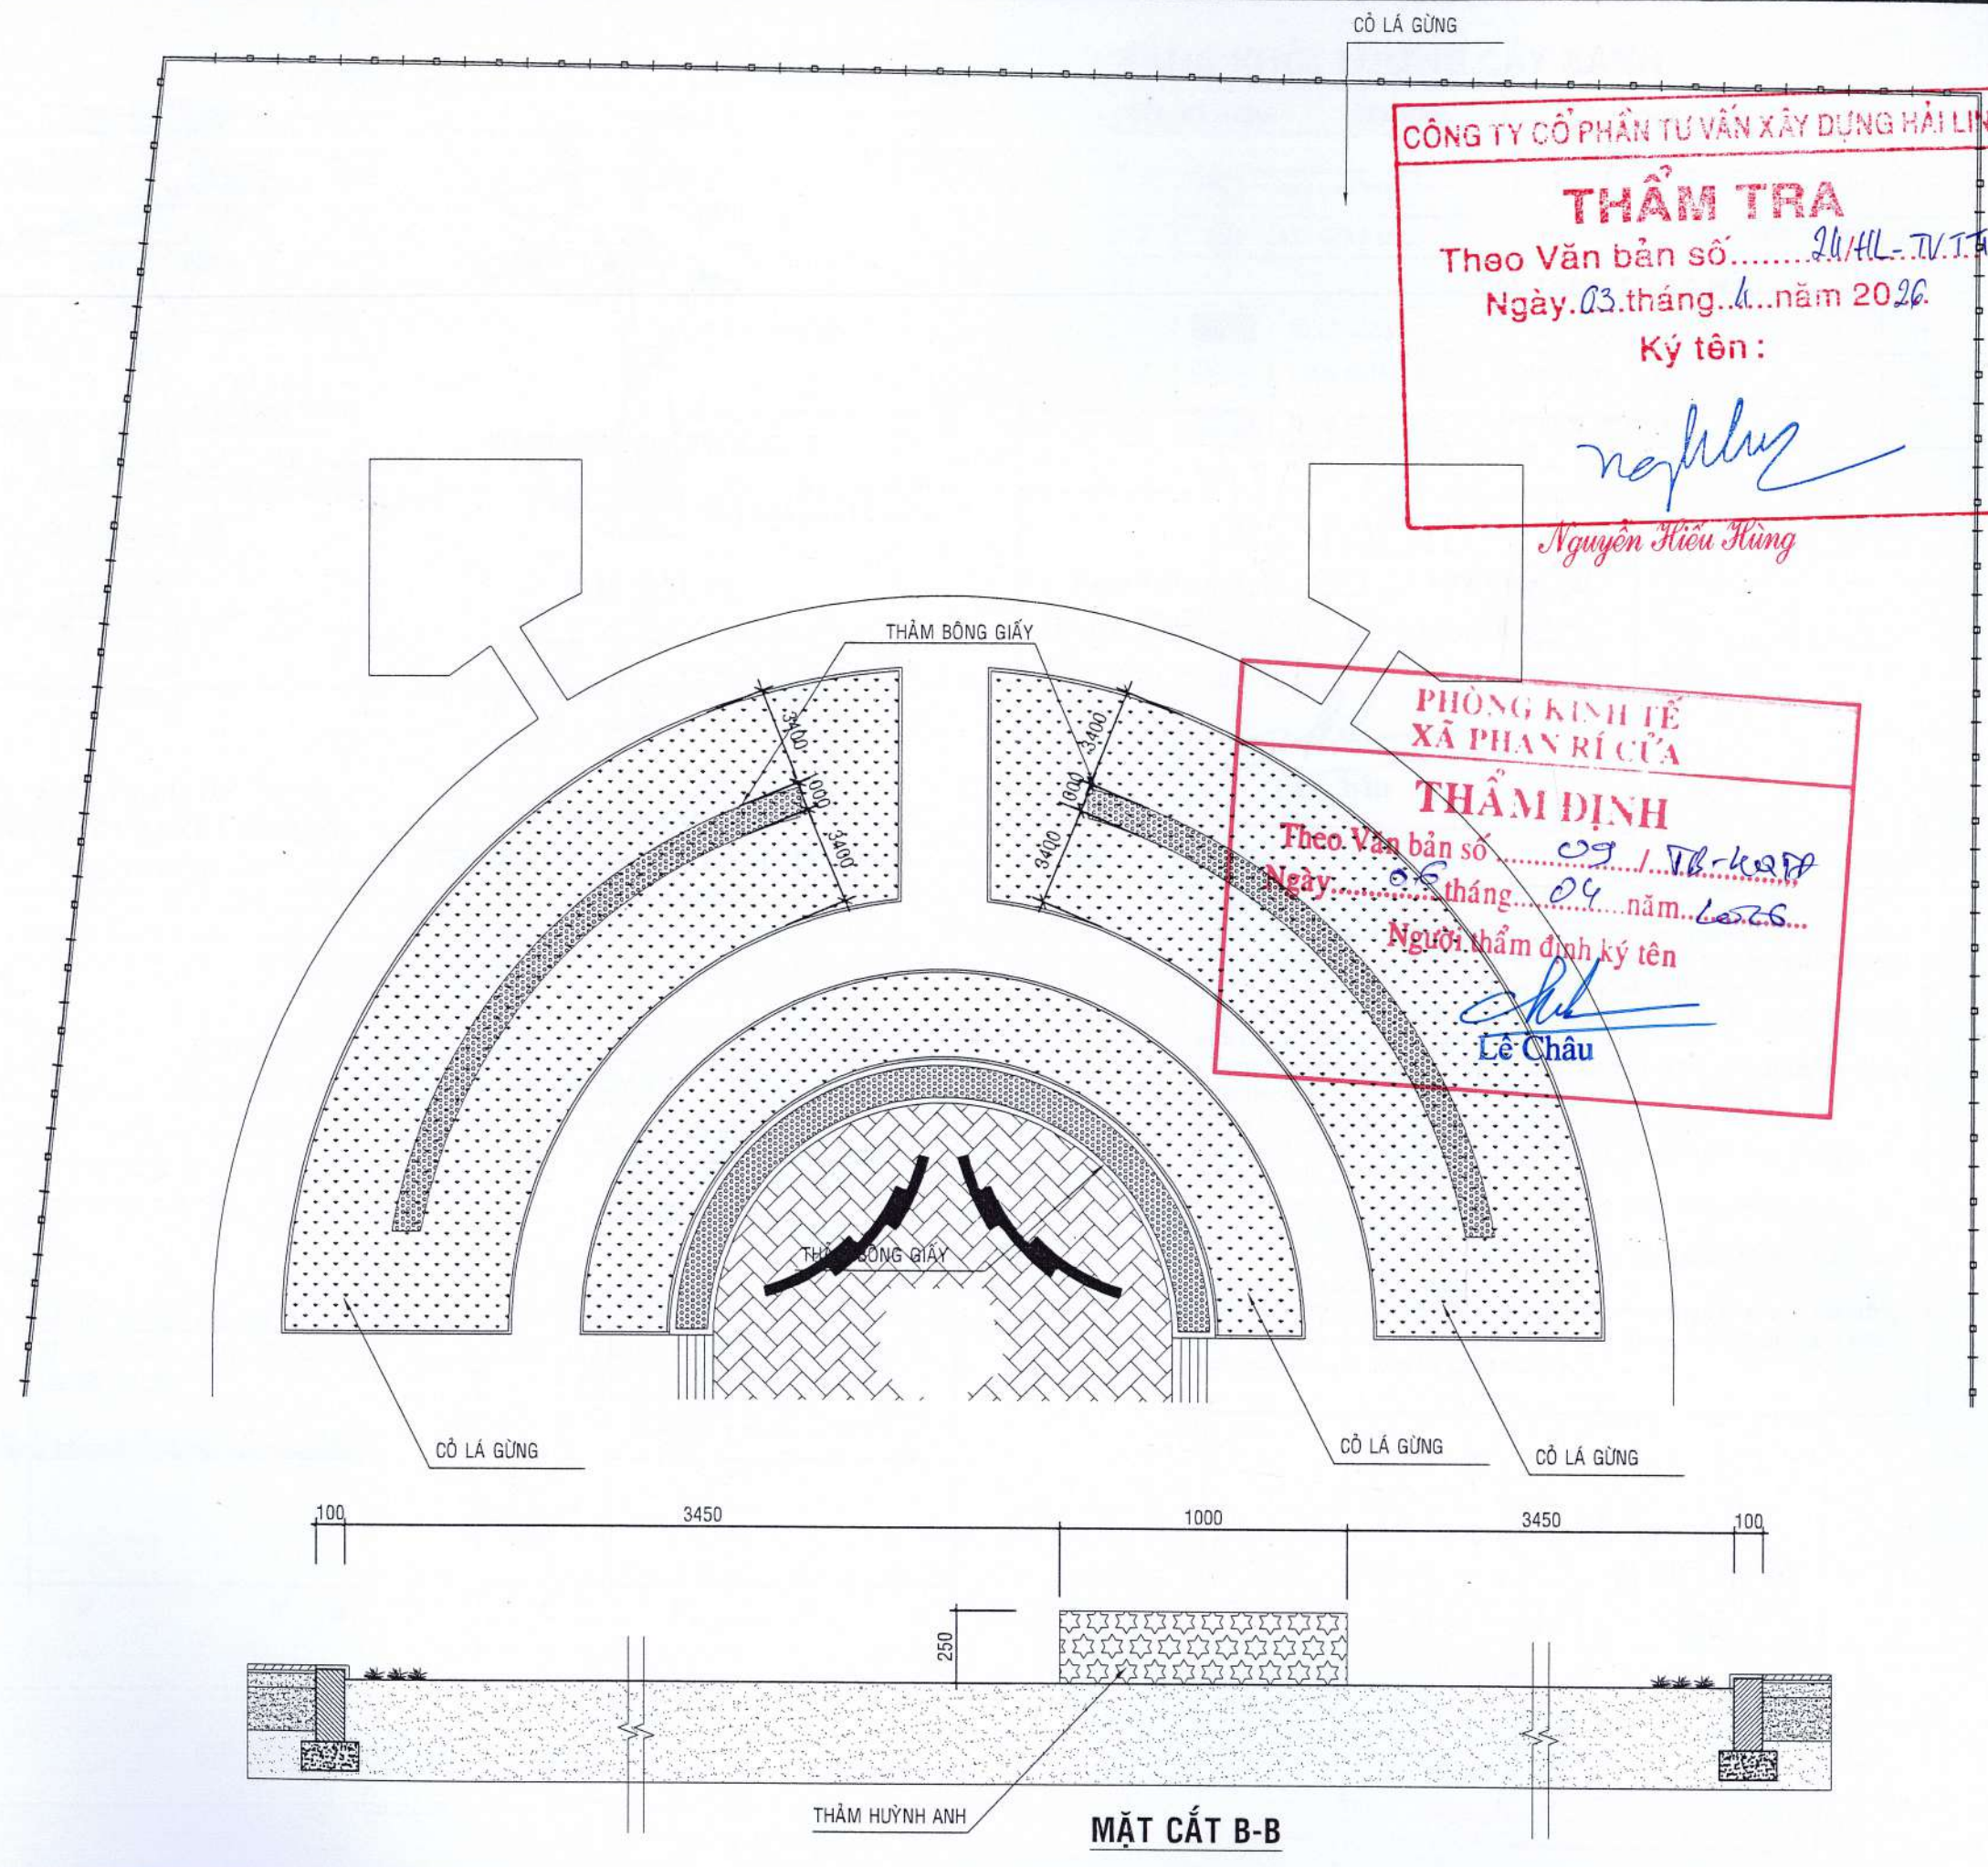 CỎ LÁ GỪNG
CÔNG TY CỔ PHẦN TƯ VẤN XÂY DỰNG HẢI LIN
THẨM TRA
Theo Văn bản số........24/HL-TV.TT
Ngày.03.tháng..4..năm 2026.
Ký tên :
Nguyễn Hiếu Hùng
THẢM BÔNG GIẤY
3400
1000
3400
3400
1000
3400
PHÒNG KINH TẾ
XÃ PHAN RÍ CỬA
THẨM ĐỊNH
Theo Văn bản số ........09..../..TB-KQTĐ
Ngày........06....tháng.....04.....năm..2026...
Người thẩm định ký tên
Lê Châu
THẢM BÔNG GIẤY
CỎ LÁ GỪNG
CỎ LÁ GỪNG
CỎ LÁ GỪNG
100
3450
1000
3450
100
250
THẢM HUỲNH ANH
MẶT CẮT B-B